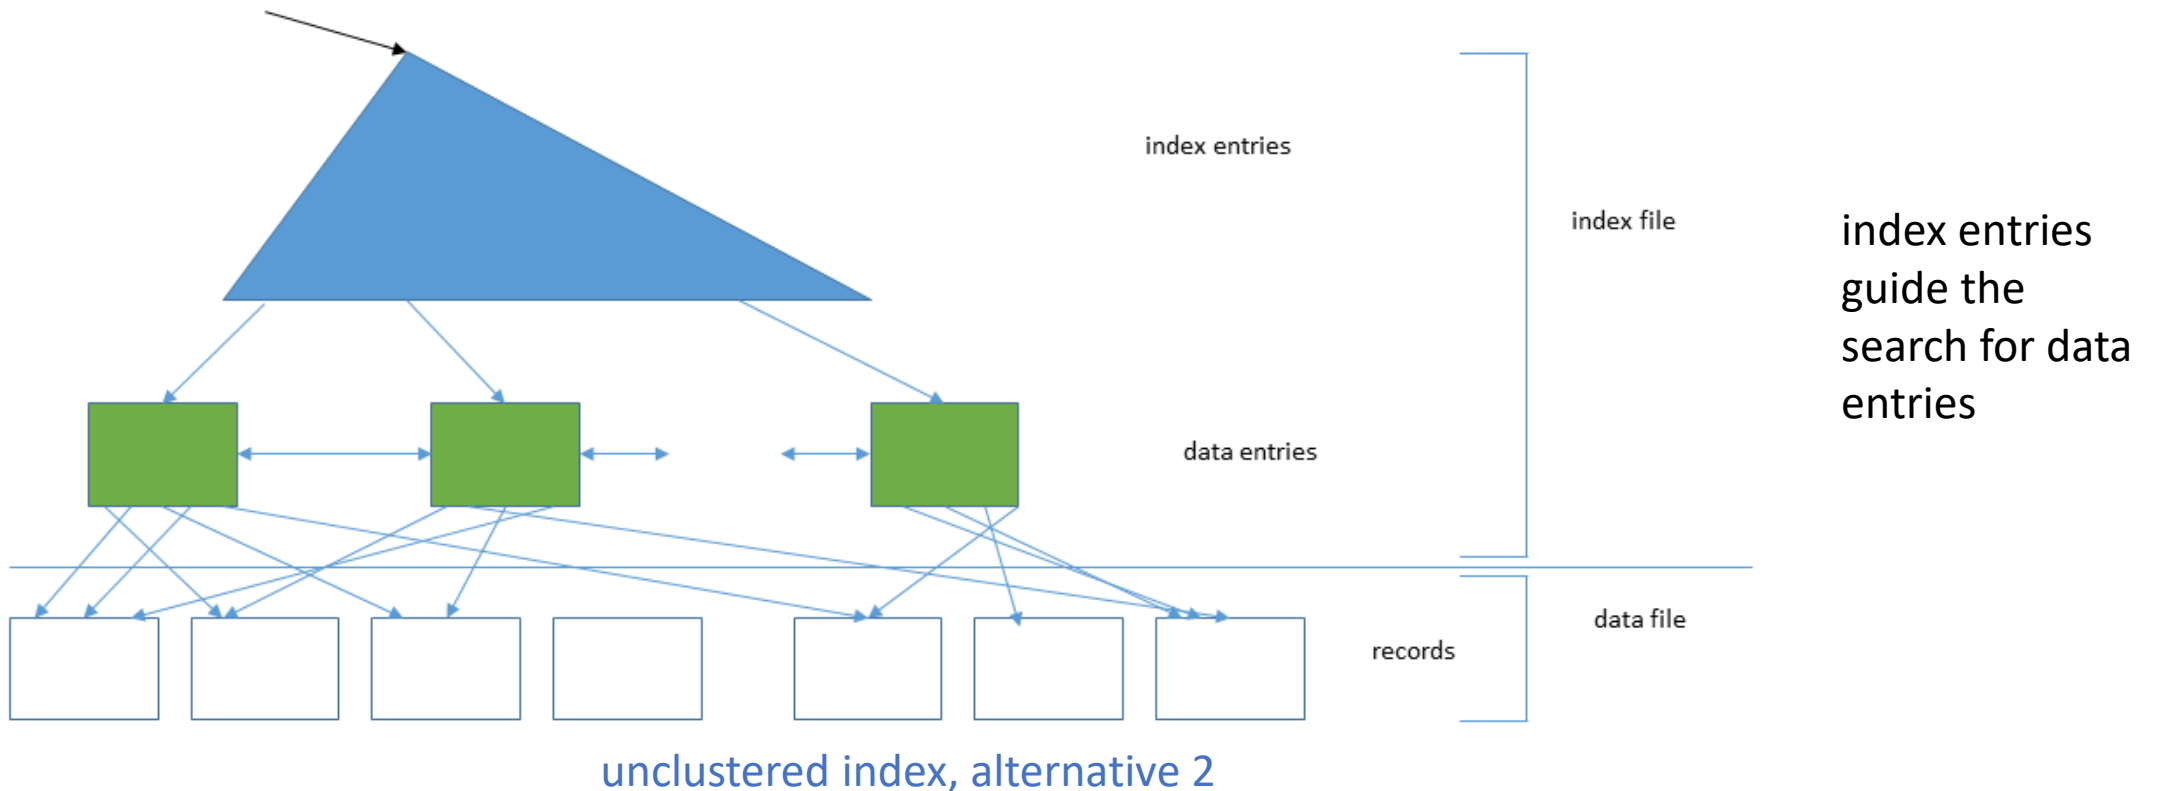 index entries
index file
index entries
guide the
search for data
entries
data entries
data file
records
unclustered index, alternative 2